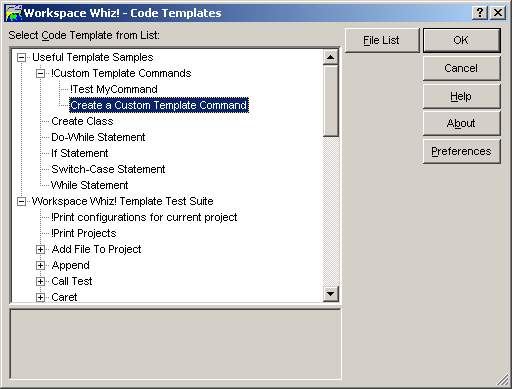 Workspace Whiz! - Code Templates
Select Code Template from List:
File List
OK
Cancel
Help
About
Preferences
Useful Template Samples
!Custom Template Commands
!Test MyCommand
Create a Custom Template Command
Create Class
Do-While Statement
If Statement
Switch-Case Statement
While Statement
Workspace Whiz! Template Test Suite
!Print configurations for current project
!Print Projects
Add File To Project
Append
Call Test
Caret